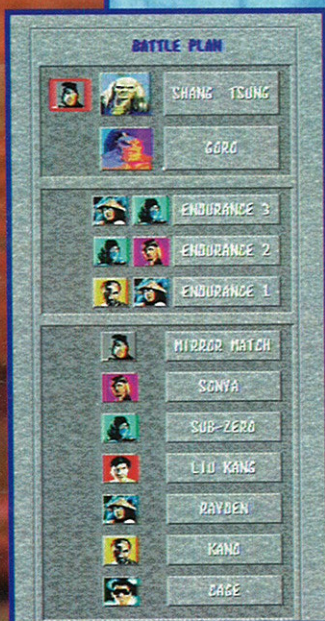 BATTLE PLAN
SHANG TSUNG
GORO
ENDURANCE 3
ENDURANCE 2
ENDURANCE 1
MIRROR MATCH
SONYA
SUB-ZERO
LIU KANG
RAYDEN
KANO
CAGE